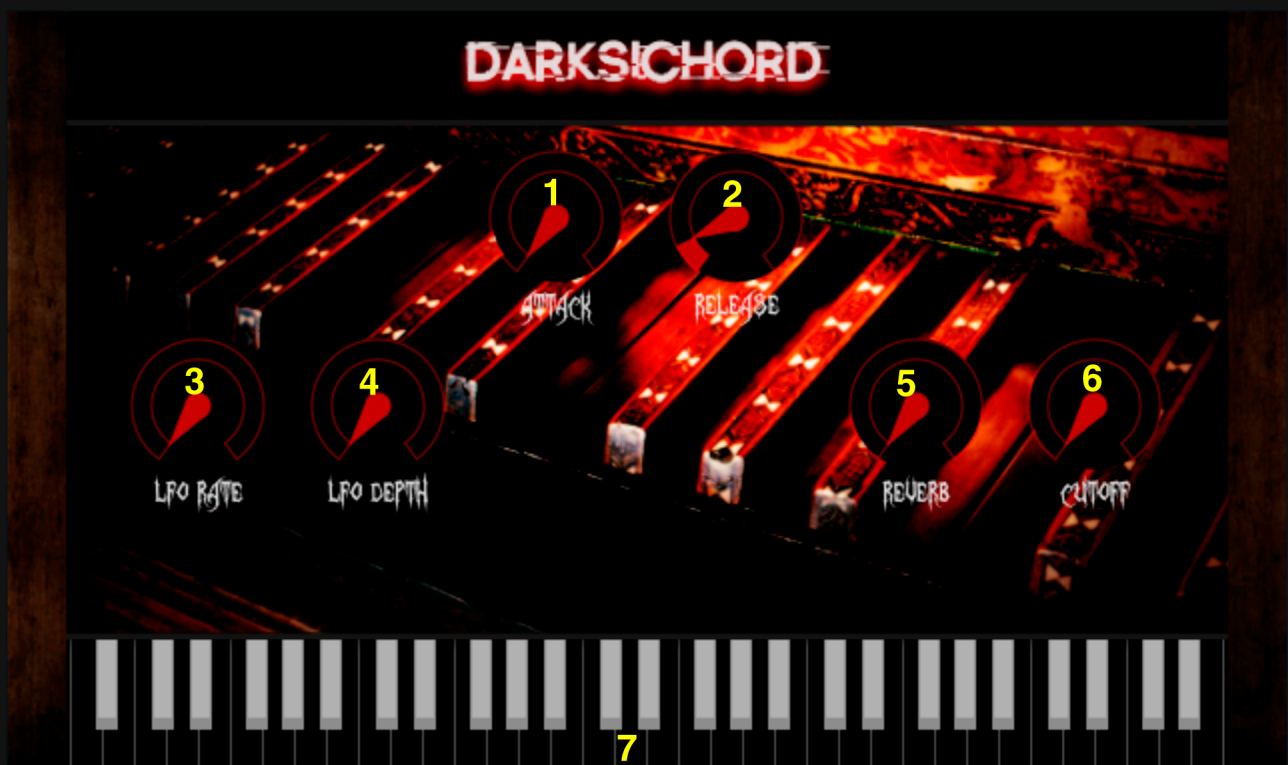 DARKSICHORD
1
2
ATTACK
RELEASE
3
4
5
6
LFO RATE
LFO DEPTH
REVERB
CUTOFF
7